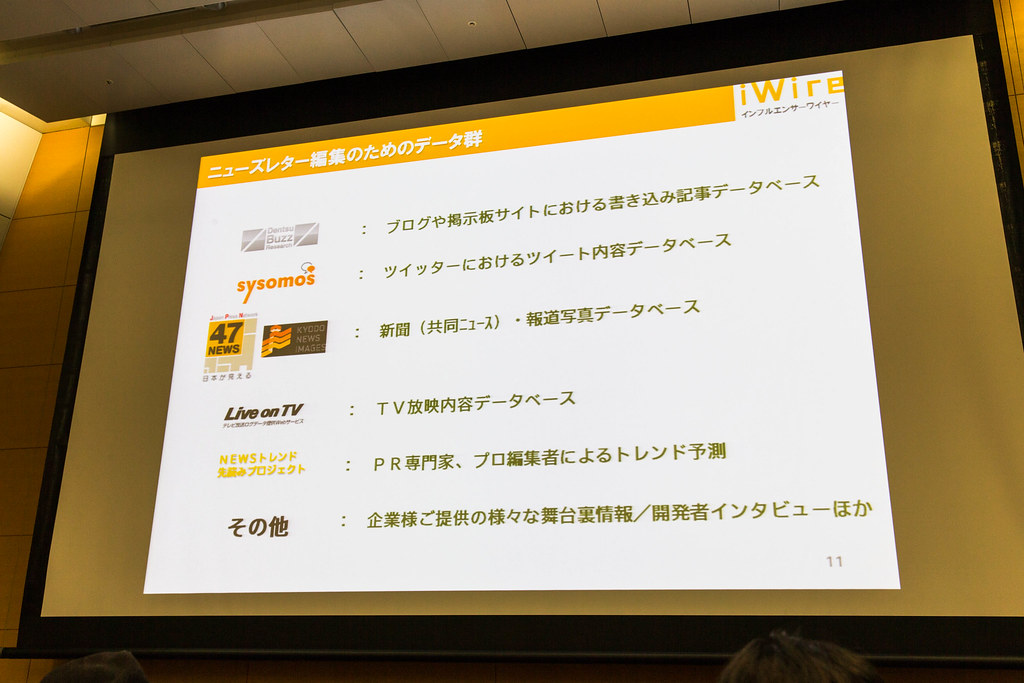 iWire
インフルエンサーワイヤー
ニューズレター編集のためのデータ群
Dentsu
Buzz
Research
： ブログや掲示板サイトにおける書き込み記事データベース
sysomos
： ツイッターにおけるツイート内容データベース
Japan Press Network
47
NEWS
日本が見える
KYODO
NEWS
IMAGES
： 新聞（共同ﾆｭｰｽ）・報道写真データベース
Live on TV
テレビ放送ログデータ提供Webサービス
： ＴＶ放映内容データベース
NEWSトレンド
先読みプロジェクト
： ＰＲ専門家、プロ編集者によるトレンド予測
その他
： 企業様ご提供の様々な舞台裏情報／開発者インタビューほか
11